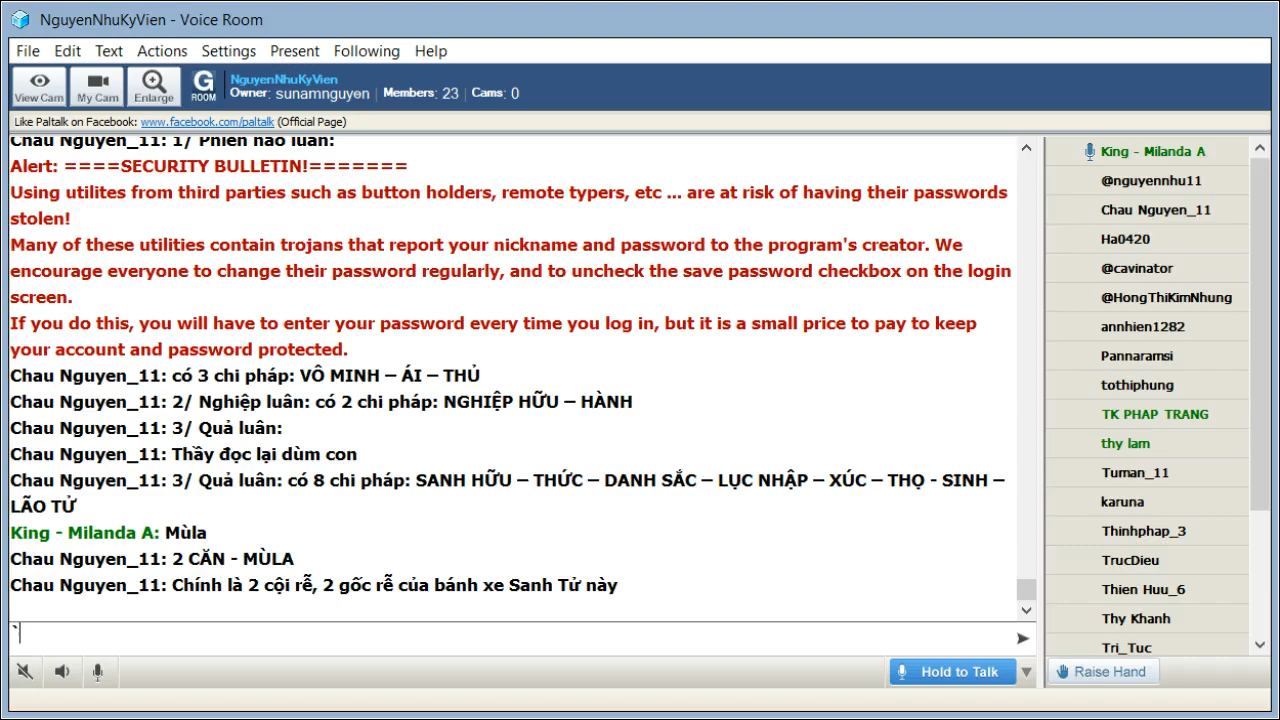 NguyenNhuKyVien - Voice Room
File Edit Text Actions Settings Present Following Help
View Cam My Cam Enlarge G ROOM
NguyenNhuKyVien
Owner: sunamnguyen | Members: 23 | Cams: 0
Like Paltalk on Facebook: www.facebook.com/paltalk (Official Page)
Chau Nguyen_11: 1/ Phiền não luân:
Alert: ====SECURITY BULLETIN!=======
Using utilites from third parties such as button holders, remote typers, etc ... are at risk of having their passwords
stolen!
Many of these utilities contain trojans that report your nickname and password to the program's creator. We
encourage everyone to change their password regularly, and to uncheck the save password checkbox on the login
screen.
If you do this, you will have to enter your password every time you log in, but it is a small price to pay to keep
your account and password protected.
Chau Nguyen_11: có 3 chi pháp: VÔ MINH – ÁI – THỦ
Chau Nguyen_11: 2/ Nghiệp luân: có 2 chi pháp: NGHIỆP HỮU – HÀNH
Chau Nguyen_11: 3/ Quả luân:
Chau Nguyen_11: Thầy đọc lại dùm con
Chau Nguyen_11: 3/ Quả luân: có 8 chi pháp: SANH HỮU – THỨC – DANH SẮC – LỤC NHẬP – XÚC – THỌ - SINH –
LÃO TỬ
King - Milanda A: Mùla
Chau Nguyen_11: 2 CĂN - MÙLA
Chau Nguyen_11: Chính là 2 cội rễ, 2 gốc rễ của bánh xe Sanh Tử này
`
Hold to Talk
King - Milanda A
@nguyennhu11
Chau Nguyen_11
Ha0420
@cavinator
@HongThiKimNhung
annhien1282
Pannaramsi
tothiphung
TK PHAP TRANG
thy lam
Tuman_11
karuna
Thinhphap_3
TrucDieu
Thien Huu_6
Thy Khanh
Tri_Tuc
Raise Hand